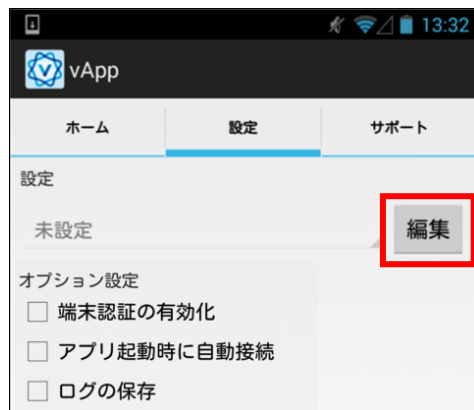 13:32
vApp
ホーム 設定 サポート
設定
未設定 編集
オプション設定
端末認証の有効化
アプリ起動時に自動接続
ログの保存